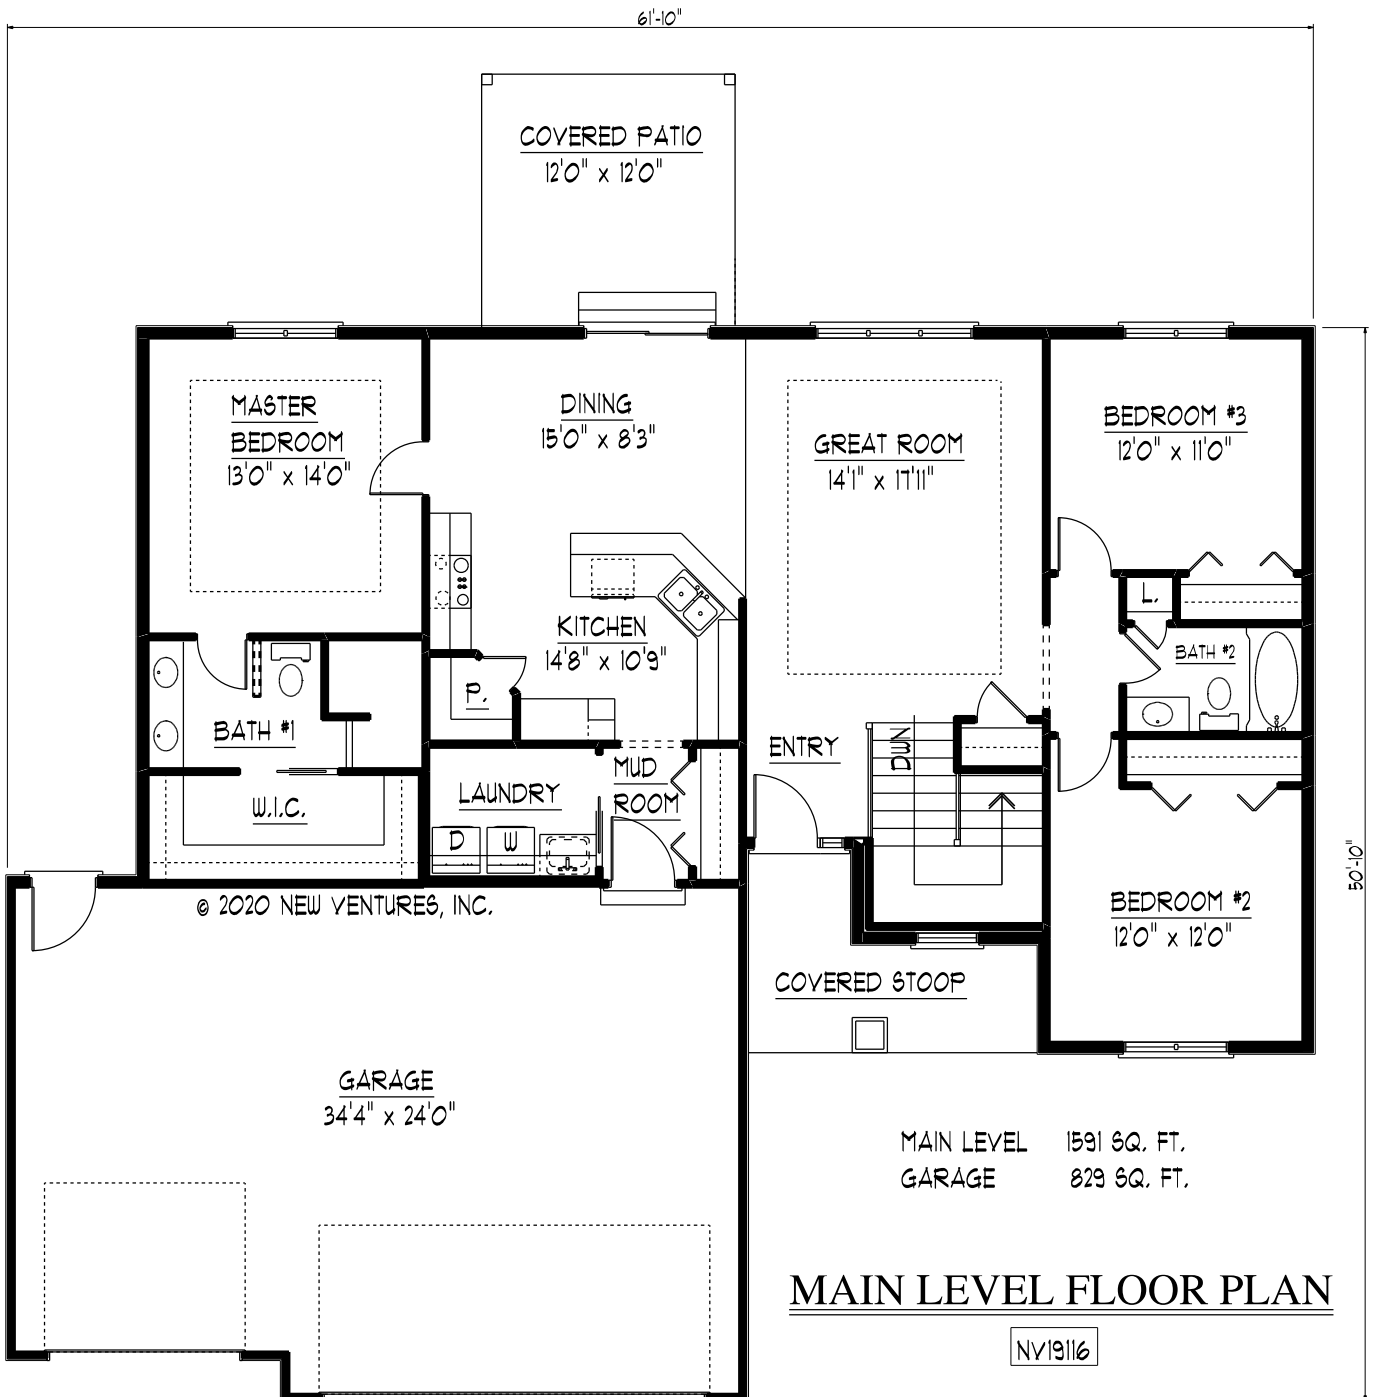 61'-10"
COVERED PATIO
12'0" x 12'0"
MASTER
BEDROOM
13'0" x 14'0"
DINING
15'0" x 8'3"
GREAT ROOM
14'1" x 17'11"
BEDROOM #3
12'0" x 11'0"
L.
KITCHEN
14'8" x 10'9"
P.
BATH #2
BATH #1
ENTRY
DWN
MUD
ROOM
LAUNDRY
W.I.C.
D
W
50'-10"
© 2020 NEW VENTURES, INC.
BEDROOM #2
12'0" x 12'0"
COVERED STOOP
GARAGE
34'4" x 24'0"
MAIN LEVEL 1591 SQ. FT.
GARAGE 829 SQ. FT.
MAIN LEVEL FLOOR PLAN
NV19116